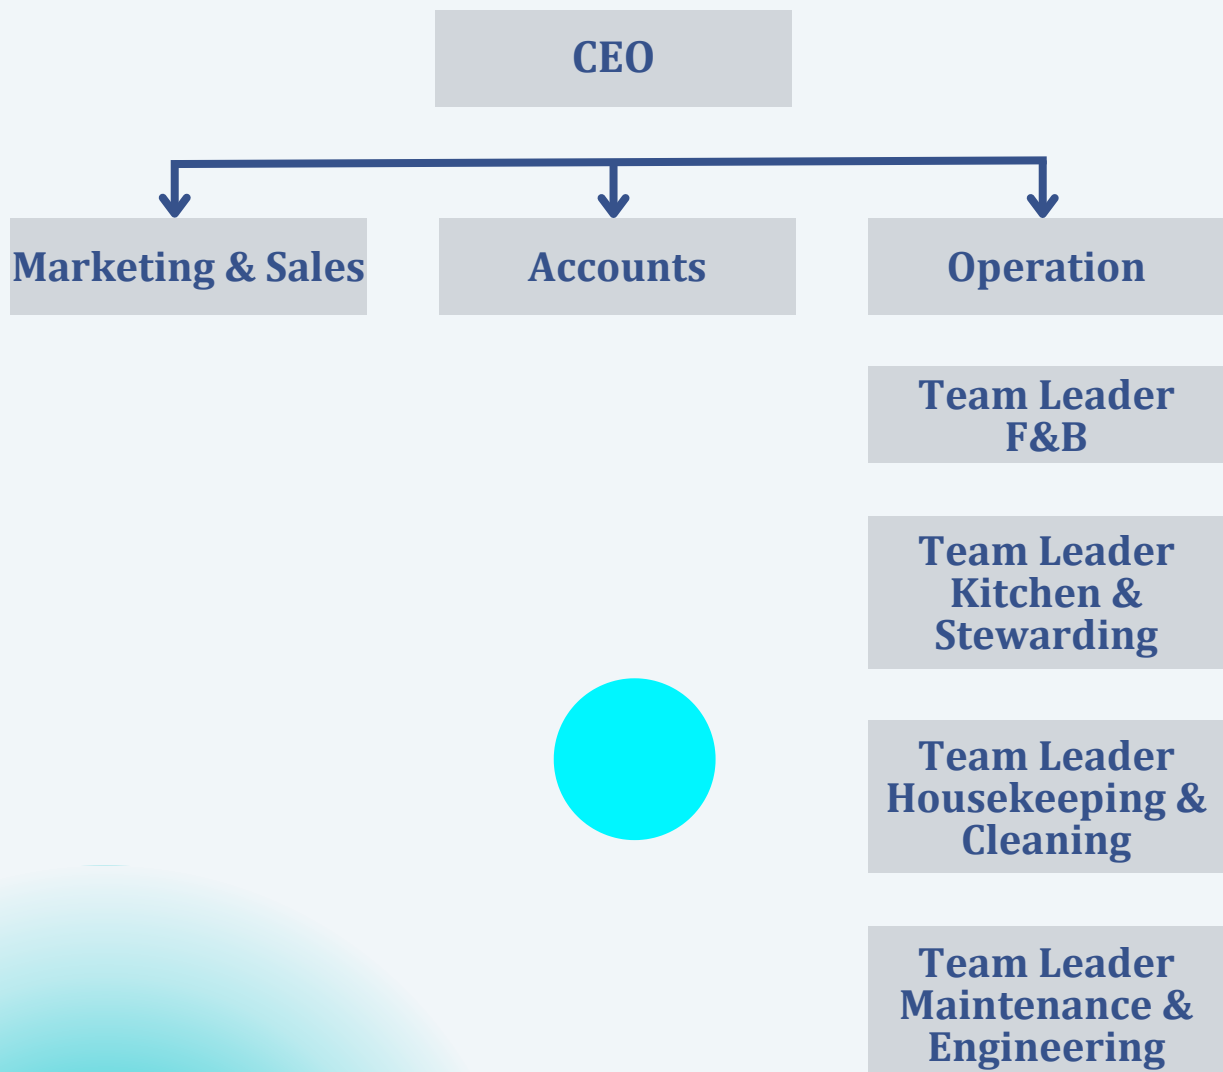 CEO
Marketing & Sales
Accounts
Operation
Team Leader
F&B
Team Leader
Kitchen &
Stewarding
Team Leader
Housekeeping &
Cleaning
Team Leader
Maintenance &
Engineering